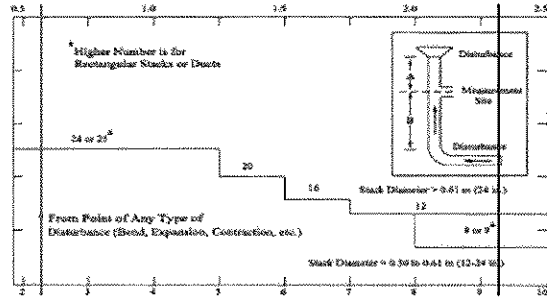 0.5 1.0 1.5 2.0 2.5
* Higher Number is for
Rectangular Stacks or Ducts
Disturbance
A
Measurement
Site
B
Disturbance
24 or 25*
20
16
Stack Diameter > 0.61 m (24 in.)
12
From Point of Any Type of
Disturbance (Bend, Expansion, Contraction, etc.)
8 or 9*
Stack Diameter = 0.30 to 0.61 m (12-24 in.)
2 3 4 5 6 7 8 9 10